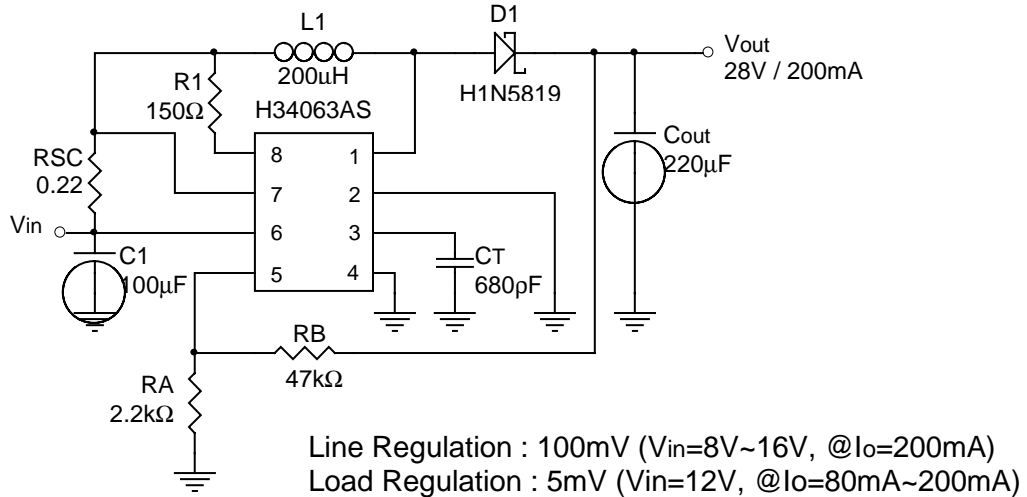 L1
200uH
D1
H1N5819
Vout
28V / 200mA
R1
150Ω
H34063AS
RSC
0.22
Vin
8
7
6
5
1
2
3
4
Cout
220µF
C1
100µF
CT
680ρF
RB
47kΩ
RA
2.2kΩ
Line Regulation : 100mV (Vin=8V~16V, @Io=200mA)
Load Regulation : 5mV (Vin=12V, @Io=80mA~200mA)